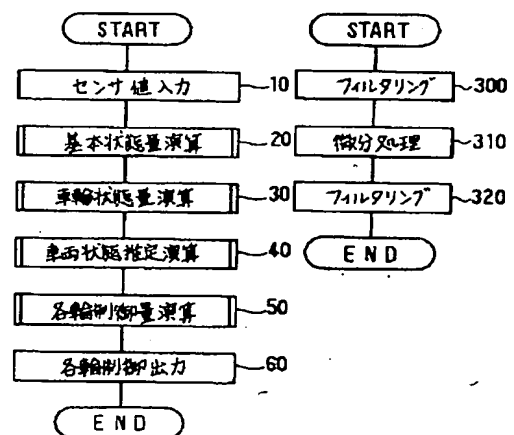 START
センサ値入力 10
基本状態量演算 20
車輪状態量演算 30
車両状態推定演算 40
各輪制御量演算 50
各輪制御出力 60
END
START
フィルタリング 300
微分処理 310
フィルタリング 320
END